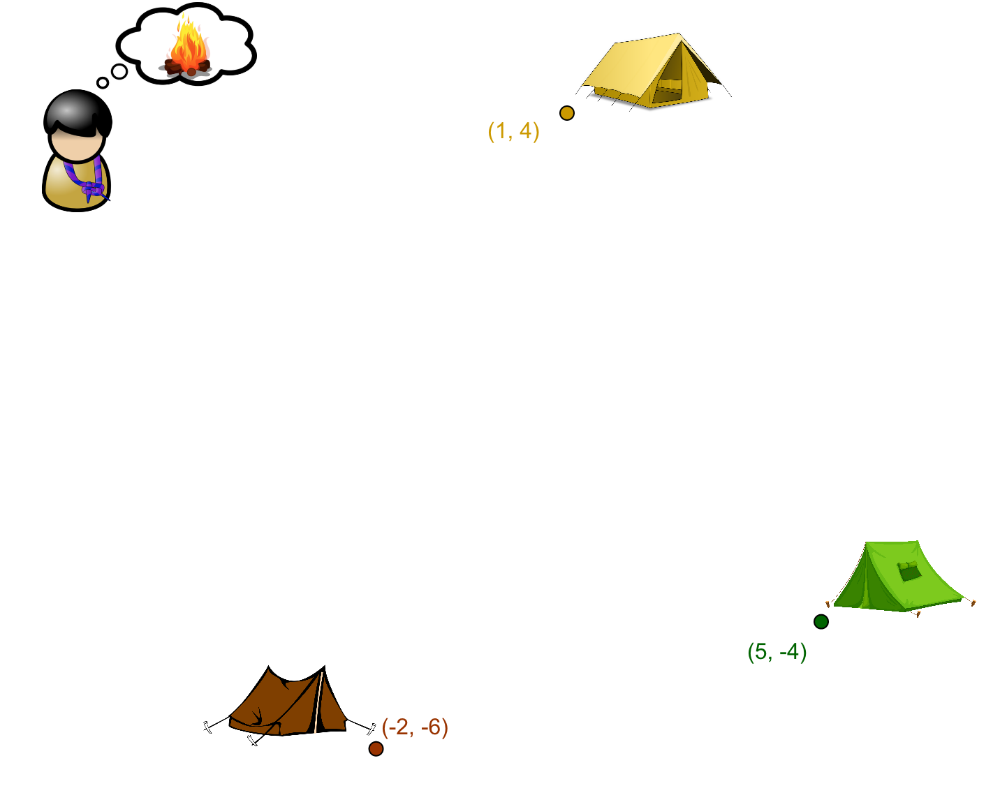 (1, 4)
(5, -4)
(-2, -6)